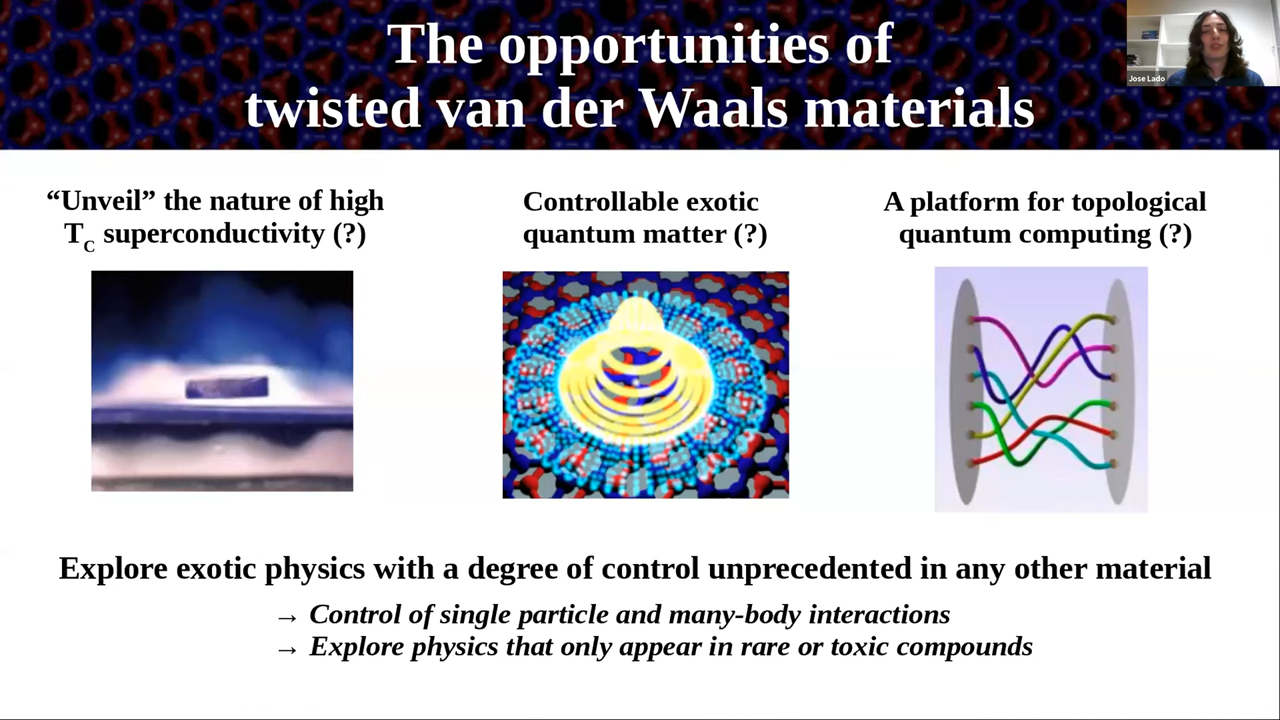 The opportunities of
twisted van der Waals materials
Jose Lado
“Unveil” the nature of high
TC superconductivity (?)
Controllable exotic
quantum matter (?)
A platform for topological
quantum computing (?)
Explore exotic physics with a degree of control unprecedented in any other material
→ Control of single particle and many-body interactions
→ Explore physics that only appear in rare or toxic compounds